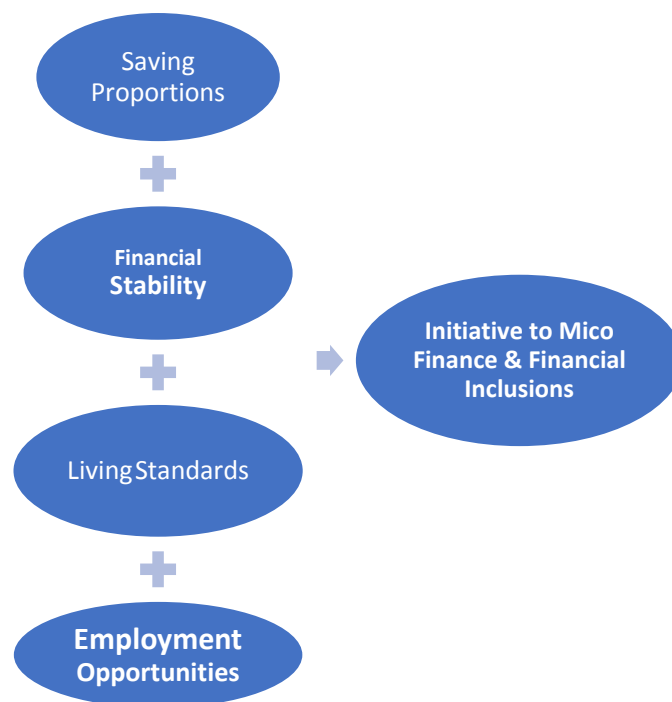 Saving
Proportions
Financial
Stability
Initiative to Mico
Finance & Financial
Inclusions
Living Standards
Employment
Opportunities